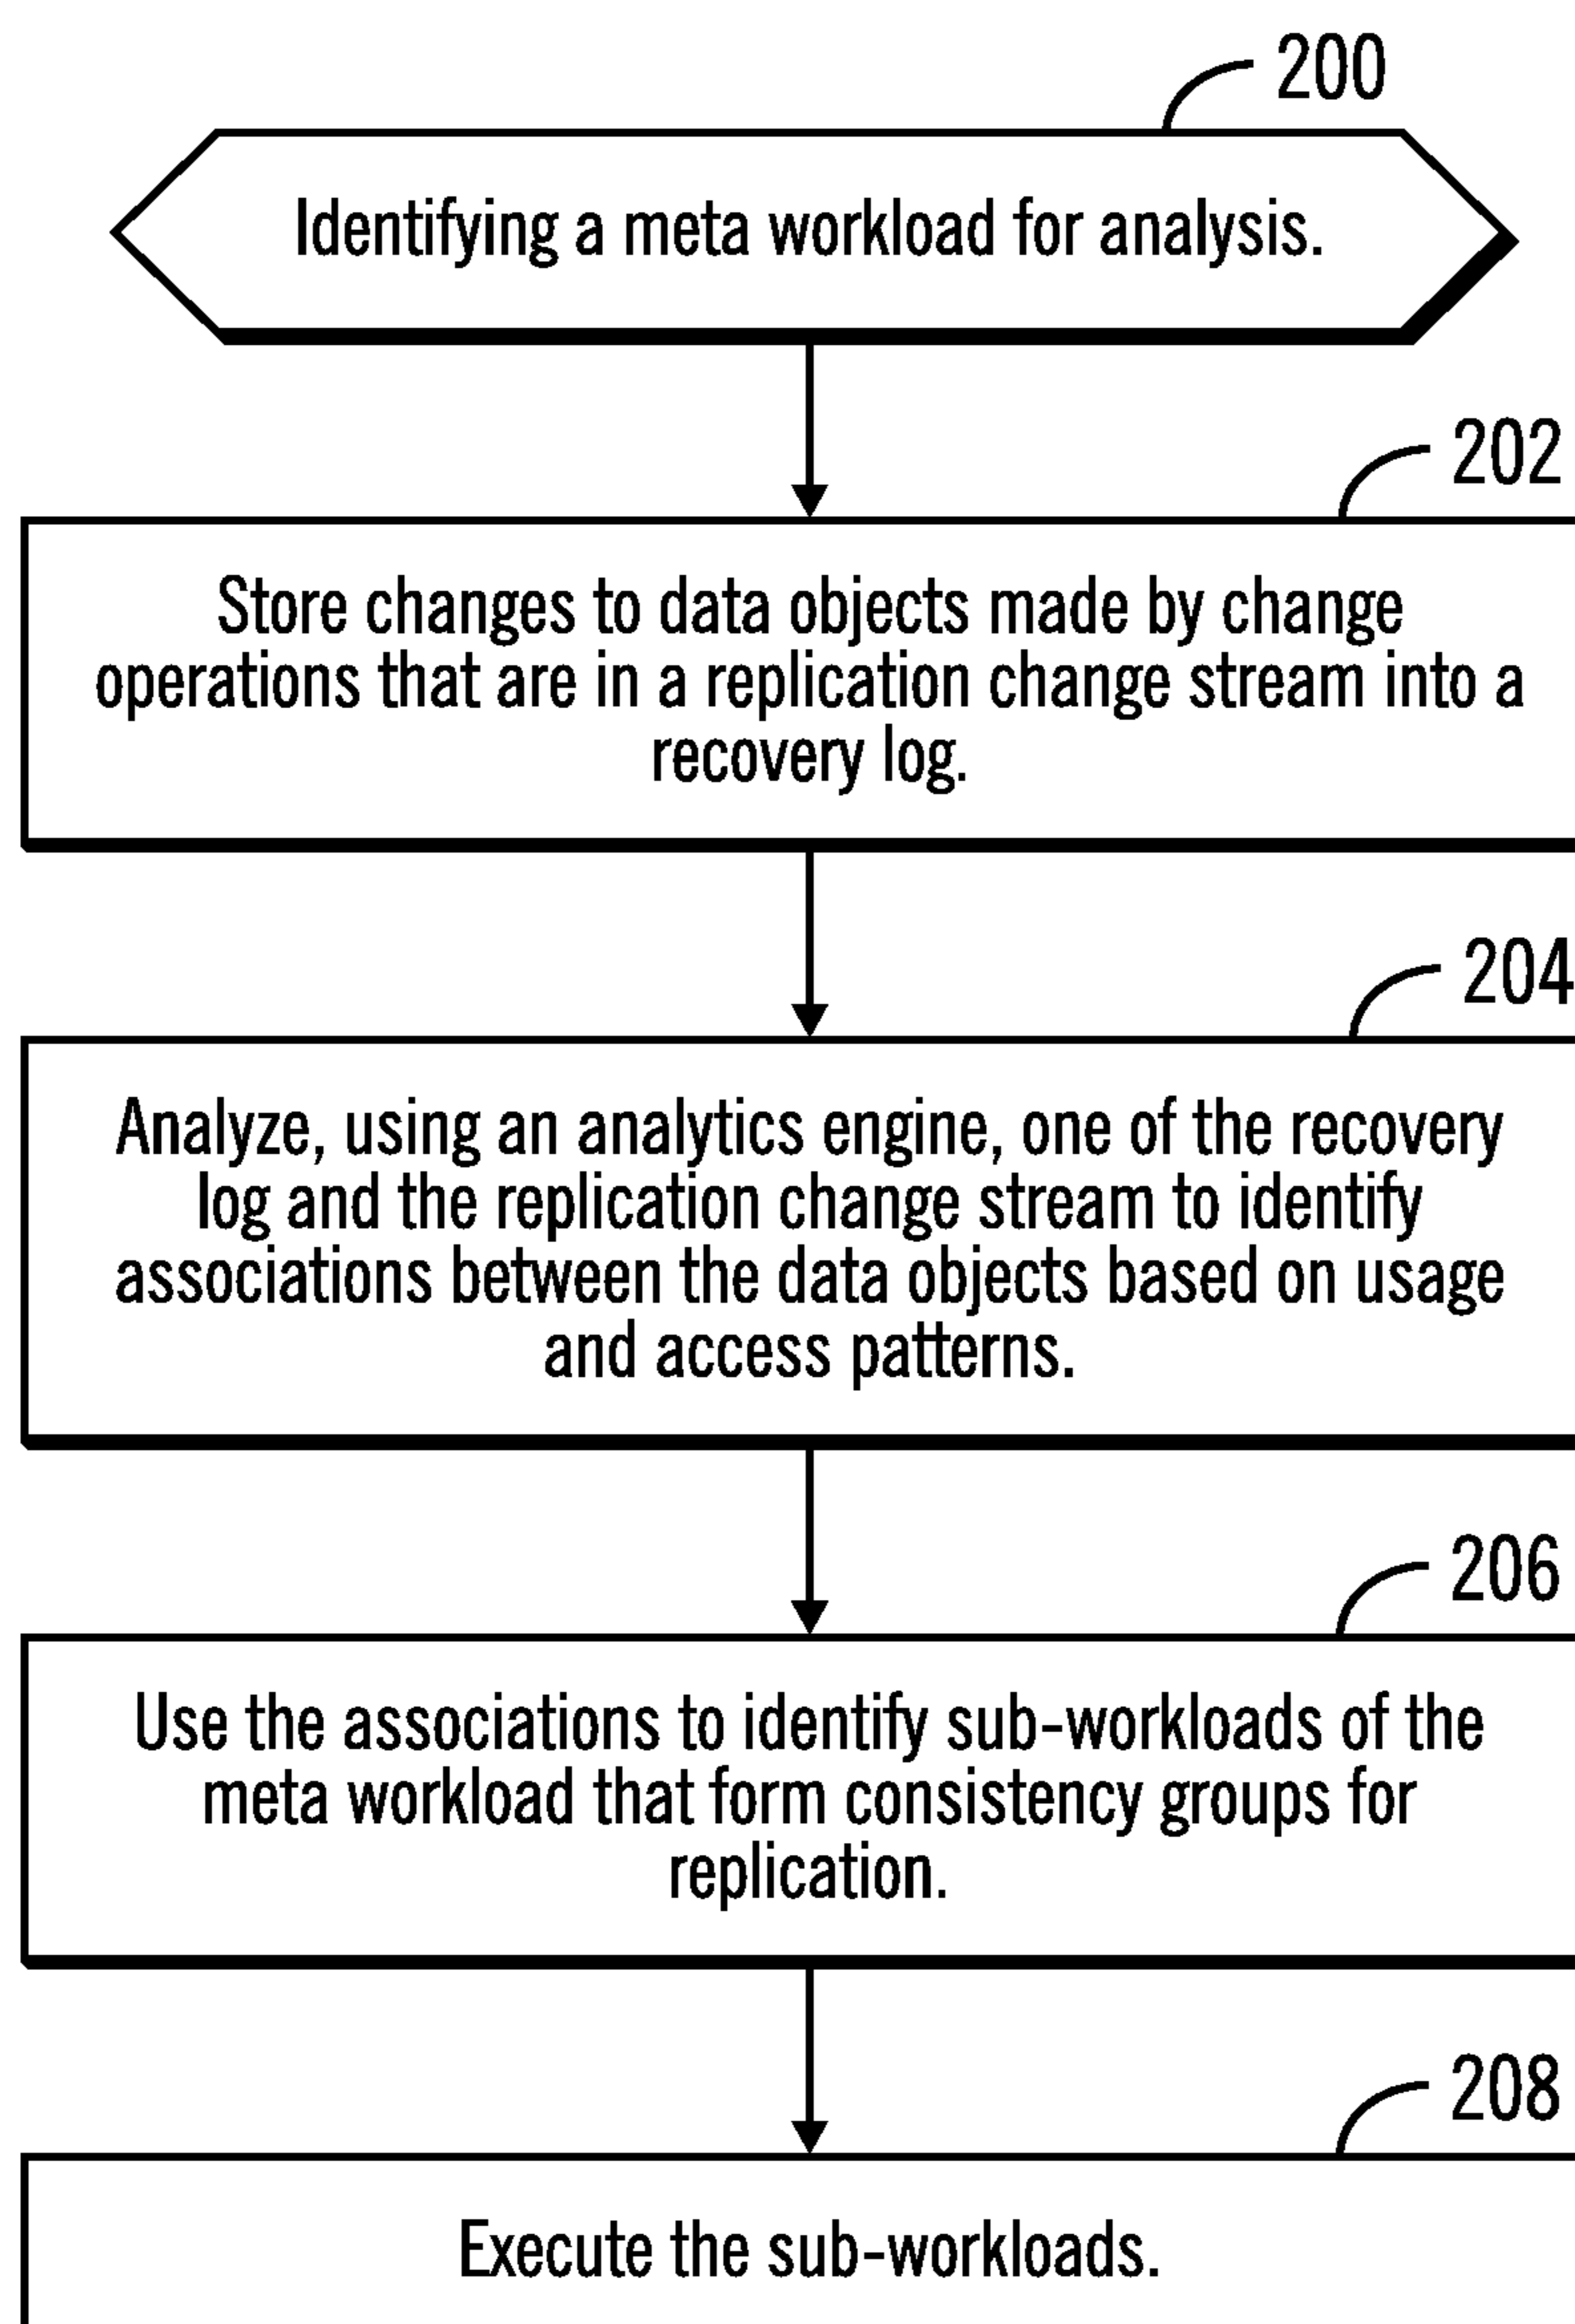 200
Identifying a meta workload for analysis.
202
Store changes to data objects made by change
operations that are in a replication change stream into a
recovery log.
204
Analyze, using an analytics engine, one of the recovery
log and the replication change stream to identify
associations between the data objects based on usage
and access patterns.
206
Use the associations to identify sub-workloads of the
meta workload that form consistency groups for
replication.
208
Execute the sub-workloads.